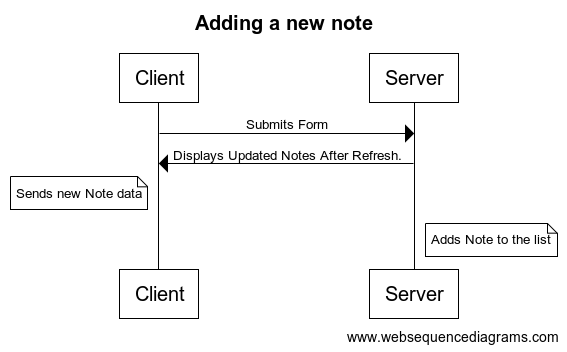 Adding a new note
Client
Server
Submits Form
Displays Updated Notes After Refresh.
Sends new Note data
Adds Note to the list
Client
Server
www.websequencediagrams.com